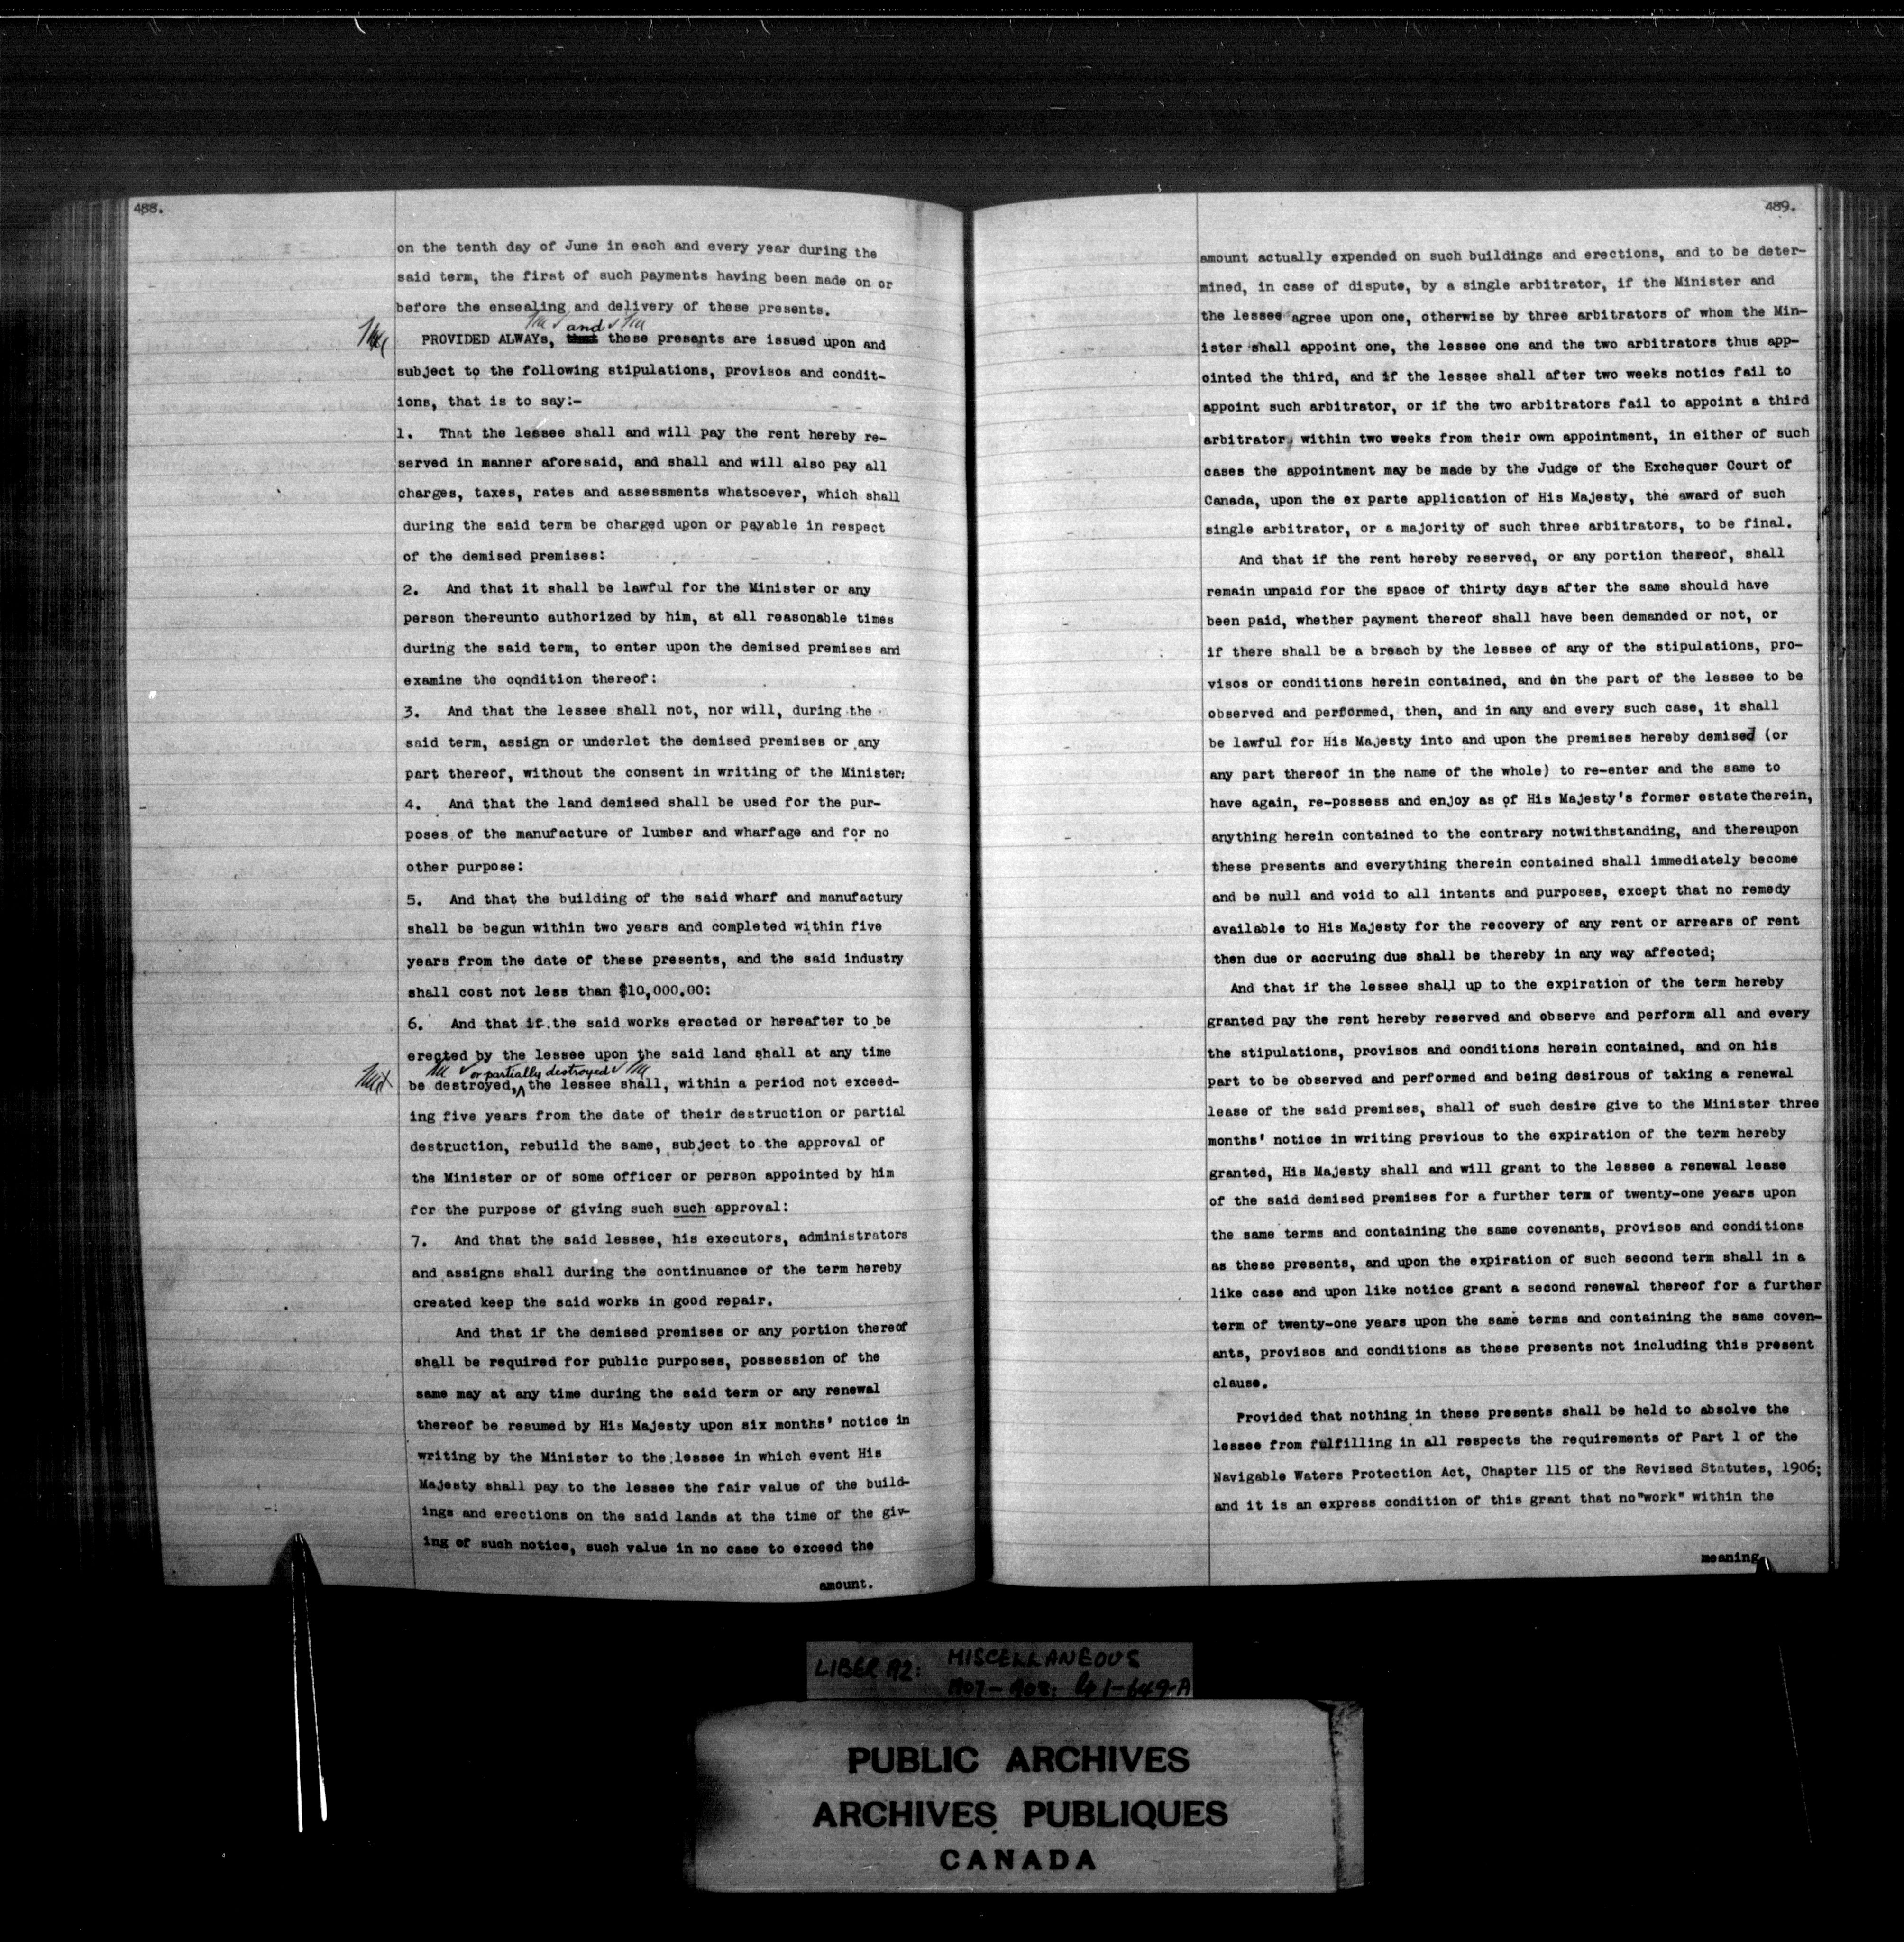 488.
on the tenth day of June in each and every year during the
said term, the first of such payments having been made on or
before the ensealing and delivery of these presents.
and
PROVIDED ALWAYs, that these presents are issued upon and
subject to the following stipulations, provisos and condit-
ions, that is to say:-
1. That the lessee shall and will pay the rent hereby re-
served in manner aforesaid, and shall and will also pay all
charges, taxes, rates and assessments whatsoever, which shall
during the said term be charged upon or payable in respect
of the demised premises:
2. And that it shall be lawful for the Minister or any
person thereunto authorized by him, at all reasonable times
during the said term, to enter upon the demised premises and
examine the condition thereof:
3. And that the lessee shall not, nor will, during the
said term, assign or underlet the demised premises or any
part thereof, without the consent in writing of the Minister:
4. And that the land demised shall be used for the pur-
poses of the manufacture of lumber and wharfage and for no
other purpose:
5. And that the building of the said wharf and manufactury
shall be begun within two years and completed within five
years from the date of these presents, and the said industry
shall cost not less than $10,000.00:
6. And that if the said works erected or hereafter to be
erected by the lessee upon the said land shall at any time
or partially destroyed
be destroyed, the lessee shall, within a period not exceed-
ing five years from the date of their destruction or partial
destruction, rebuild the same, subject to the approval of
the Minister or of some officer or person appointed by him
for the purpose of giving such such approval:
7. And that the said lessee, his executors, administrators
and assigns shall during the continuance of the term hereby
created keep the said works in good repair.
And that if the demised premises or any portion thereof
shall be required for public purposes, possession of the
same may at any time during the said term or any renewal
thereof be resumed by His Majesty upon six months' notice in
writing by the Minister to the lessee in which event His
Majesty shall pay to the lessee the fair value of the build-
ings and erections on the said lands at the time of the giv-
ing of such notice, such value in no case to exceed the
amount.
489.
amount actually expended on such buildings and erections, and to be deter-
mined, in case of dispute, by a single arbitrator, if the Minister and
the lessee agree upon one, otherwise by three arbitrators of whom the Min-
ister shall appoint one, the lessee one and the two arbitrators thus app-
ointed the third, and if the lessee shall after two weeks notice fail to
appoint such arbitrator, or if the two arbitrators fail to appoint a third
arbitrator, within two weeks from their own appointment, in either of such
cases the appointment may be made by the Judge of the Exchequer Court of
Canada, upon the ex parte application of His Majesty, the award of such
single arbitrator, or a majority of such three arbitrators, to be final.
And that if the rent hereby reserved, or any portion thereof, shall
remain unpaid for the space of thirty days after the same should have
been paid, whether payment thereof shall have been demanded or not, or
if there shall be a breach by the lessee of any of the stipulations, pro-
visos or conditions herein contained, and on the part of the lessee to be
observed and performed, then, and in any and every such case, it shall
be lawful for His Majesty into and upon the premises hereby demised (or
any part thereof in the name of the whole) to re-enter and the same to
have again, re-possess and enjoy as of His Majesty's former estate therein,
anything herein contained to the contrary notwithstanding, and thereupon
these presents and everything therein contained shall immediately become
and be null and void to all intents and purposes, except that no remedy
available to His Majesty for the recovery of any rent or arrears of rent
then due or accruing due shall be thereby in any way affected;
And that if the lessee shall up to the expiration of the term hereby
granted pay the rent hereby reserved and observe and perform all and every
the stipulations, provisos and conditions herein contained, and on his
part to be observed and performed and being desirous of taking a renewal
lease of the said premises, shall of such desire give to the Minister three
months' notice in writing previous to the expiration of the term hereby
granted, His Majesty shall and will grant to the lessee a renewal lease
of the said demised premises for a further term of twenty-one years upon
the same terms and containing the same covenants, provisos and conditions
as these presents, and upon the expiration of such second term shall in a
like case and upon like notice grant a second renewal thereof for a further
term of twenty-one years upon the same terms and containing the same coven-
ants, provisos and conditions as these presents not including this present
clause.
Provided that nothing in these presents shall be held to absolve the
lessee from fulfilling in all respects the requirements of Part 1 of the
Navigable Waters Protection Act, Chapter 115 of the Revised Statutes, 1906;
and it is an express condition of this grant that no"work" within the
meaning
LIBER 92: MISCELLANEOUS
1907-1908: 1-649-A
PUBLIC ARCHIVES
ARCHIVES PUBLIQUES
CANADA